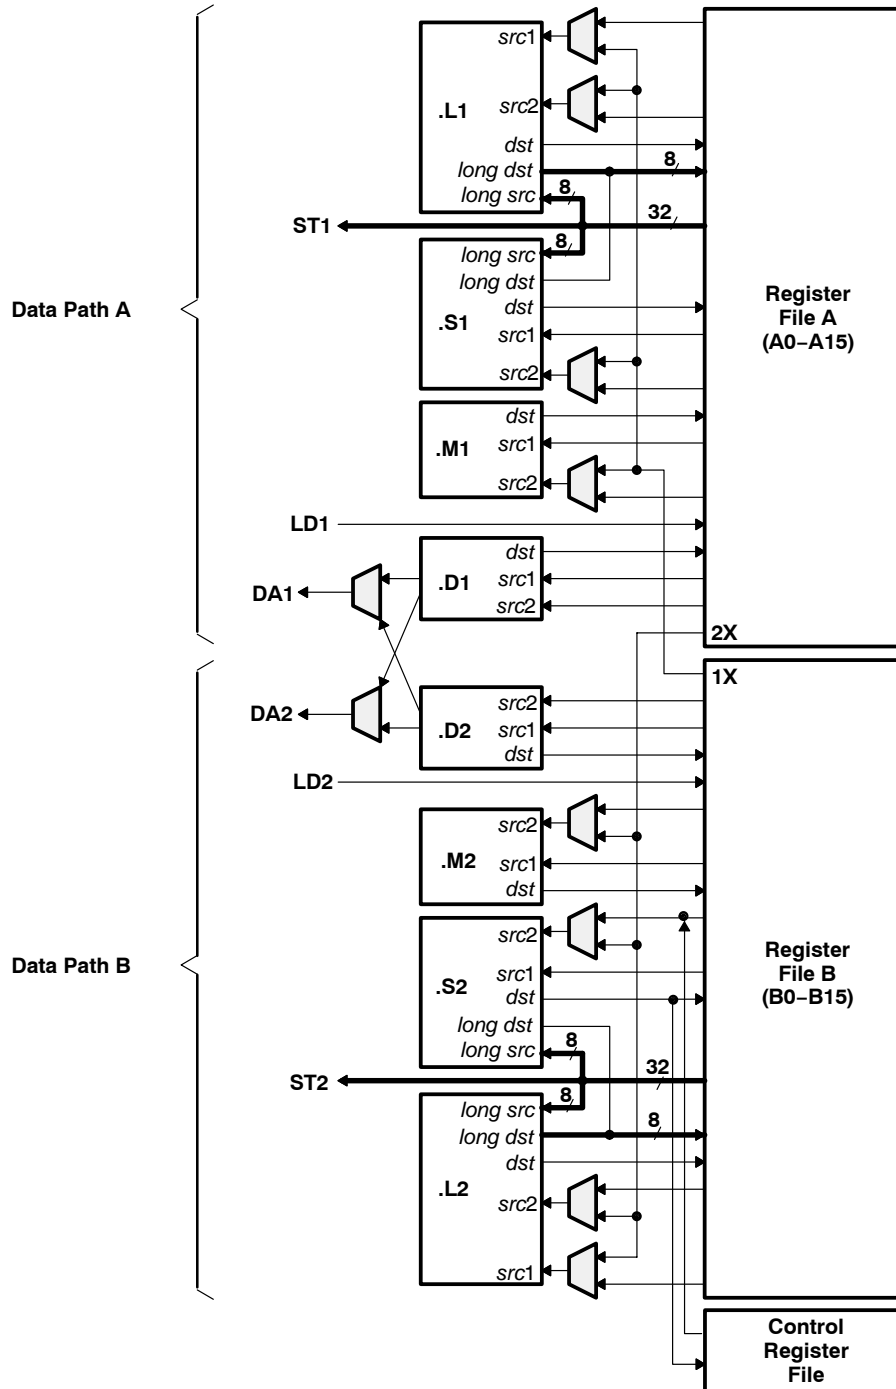 src1
.L1
src2
dst
long dst
8
long src
8
ST1
32
8
long src
long dst
Data Path A
dst
.S1
src1
src2
Register
File A
(A0−A15)
dst
.M1
src1
src2
LD1
dst
.D1
src1
src2
DA1
2X
1X
DA2
src2
.D2
src1
dst
LD2
src2
.M2
src1
dst
src2
Data Path B
.S2
src1
dst
long dst
long src
8
Register
File B
(B0−B15)
ST2
32
8
long src
long dst
8
dst
.L2
src2
src1
Control
Register
File